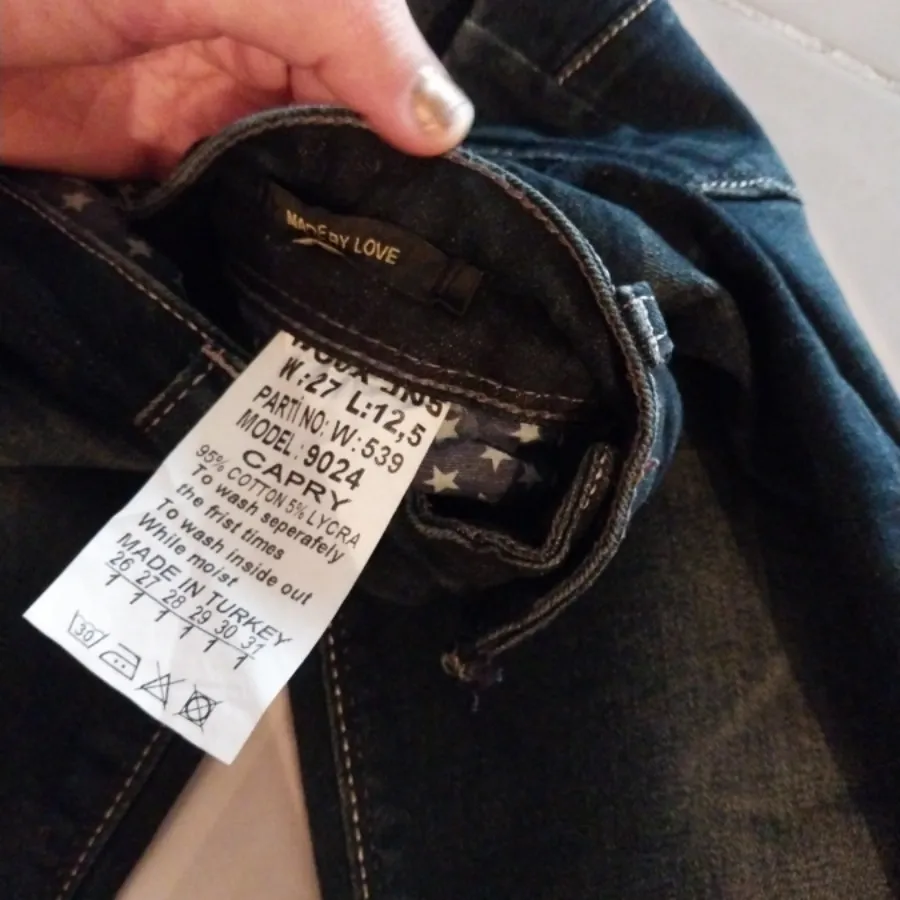 MADE BY LOVE
W:27 L:12,5
PARTİ NO: W:539
MODEL: 9024
CAPRY
95% COTTON 5% LYCRA
To wash seperafely
the frist times
To wash inside out
While moist
MADE IN TURKEY
26 27 28 29 30 31
1 1 1 1 1 1
30